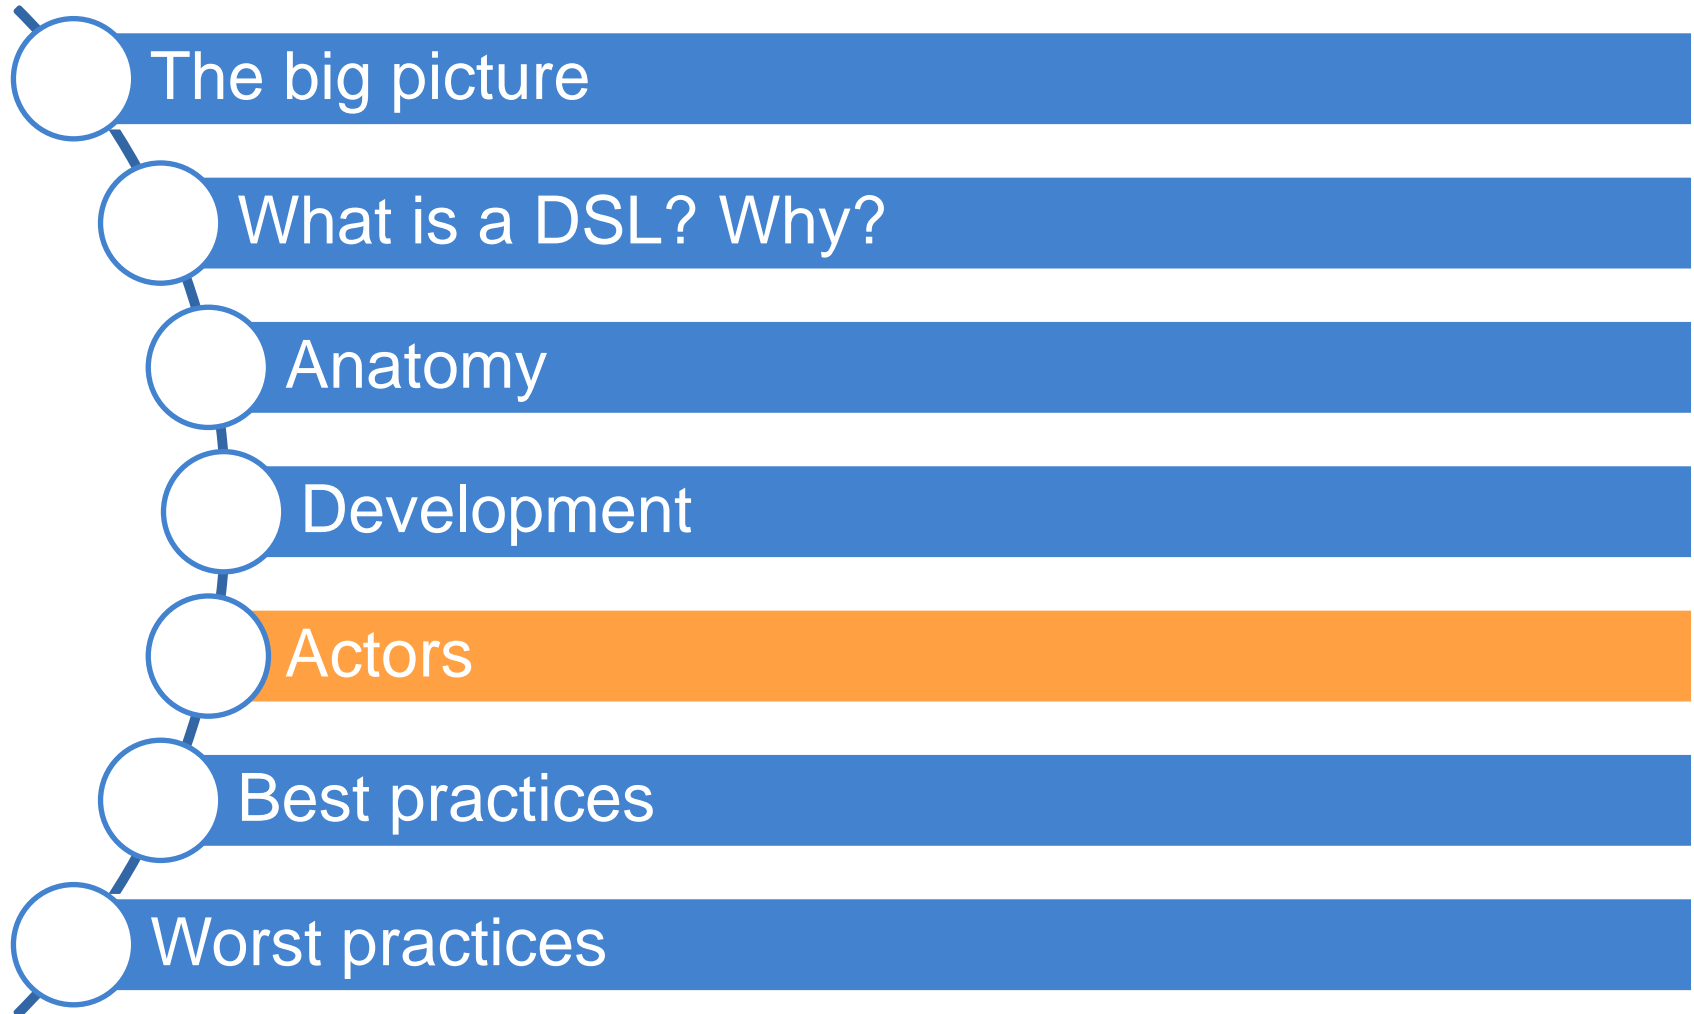 The big picture
What is a DSL? Why?
Anatomy
Development
Actors
Best practices
Worst practices